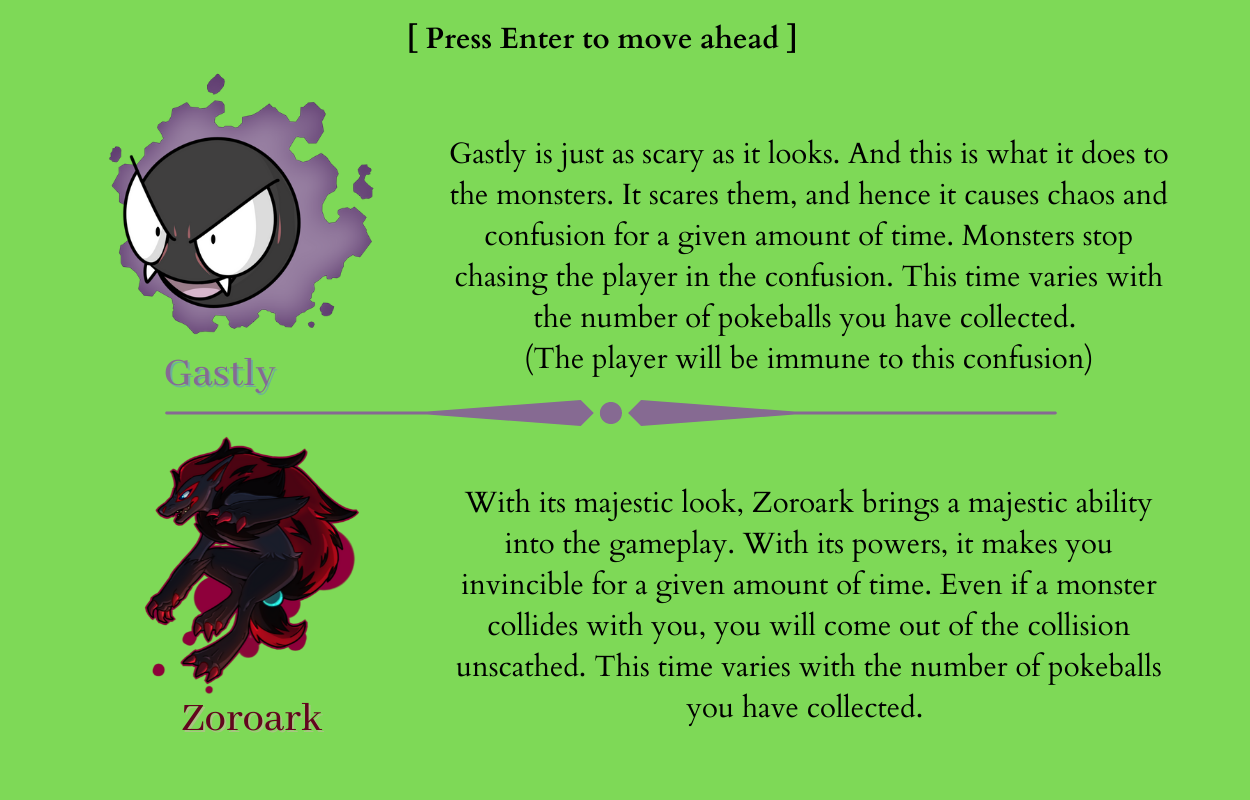 [ Press Enter to move ahead ]
Gastly is just as scary as it looks. And this is what it does to
the monsters. It scares them, and hence it causes chaos and
confusion for a given amount of time. Monsters stop
chasing the player in the confusion. This time varies with
the number of pokeballs you have collected.
(The player will be immune to this confusion)
Gastly
With its majestic look, Zoroark brings a majestic ability
into the gameplay. With its powers, it makes you
invincible for a given amount of time. Even if a monster
collides with you, you will come out of the collision
unscathed. This time varies with the number of pokeballs
you have collected.
Zoroark